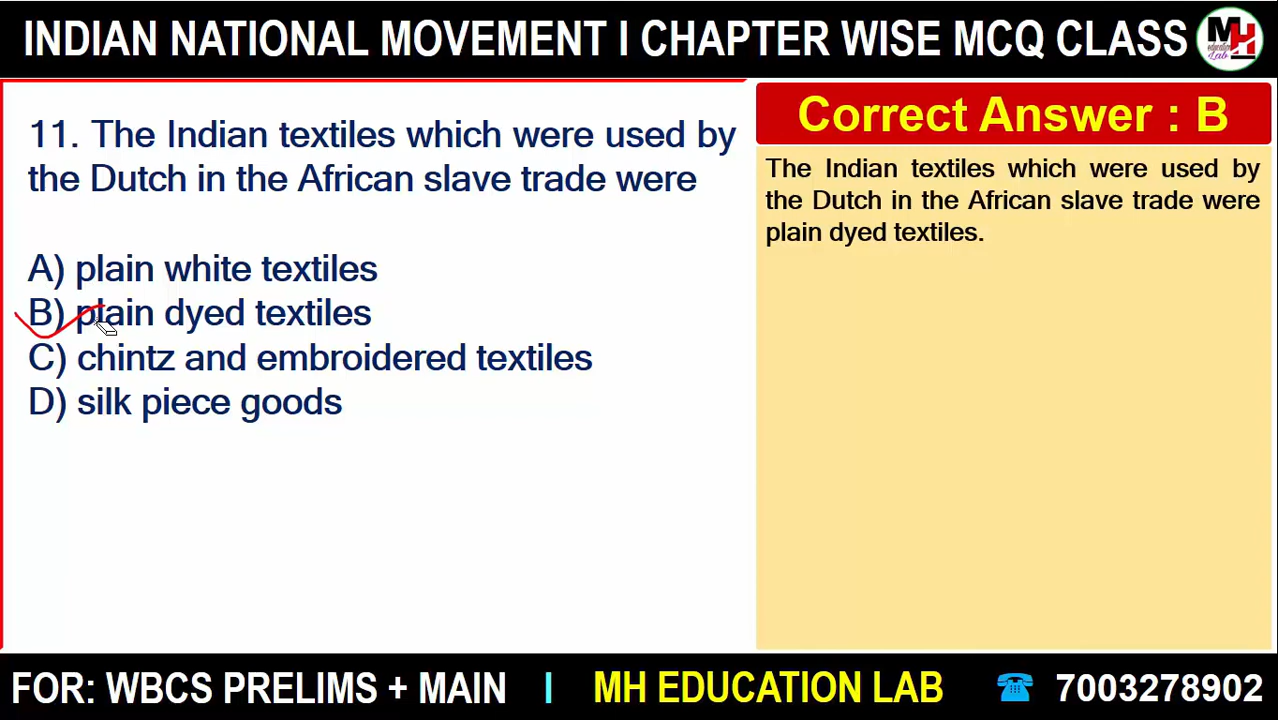 INDIAN NATIONAL MOVEMENT I CHAPTER WISE MCQ CLASS
MH
education
Lab
11. The Indian textiles which were used by
the Dutch in the African slave trade were
A) plain white textiles
B) plain dyed textiles
C) chintz and embroidered textiles
D) silk piece goods
Correct Answer : B
The Indian textiles which were used by
the Dutch in the African slave trade were
plain dyed textiles.
FOR: WBCS PRELIMS + MAIN I MH EDUCATION LAB ☎ 7003278902